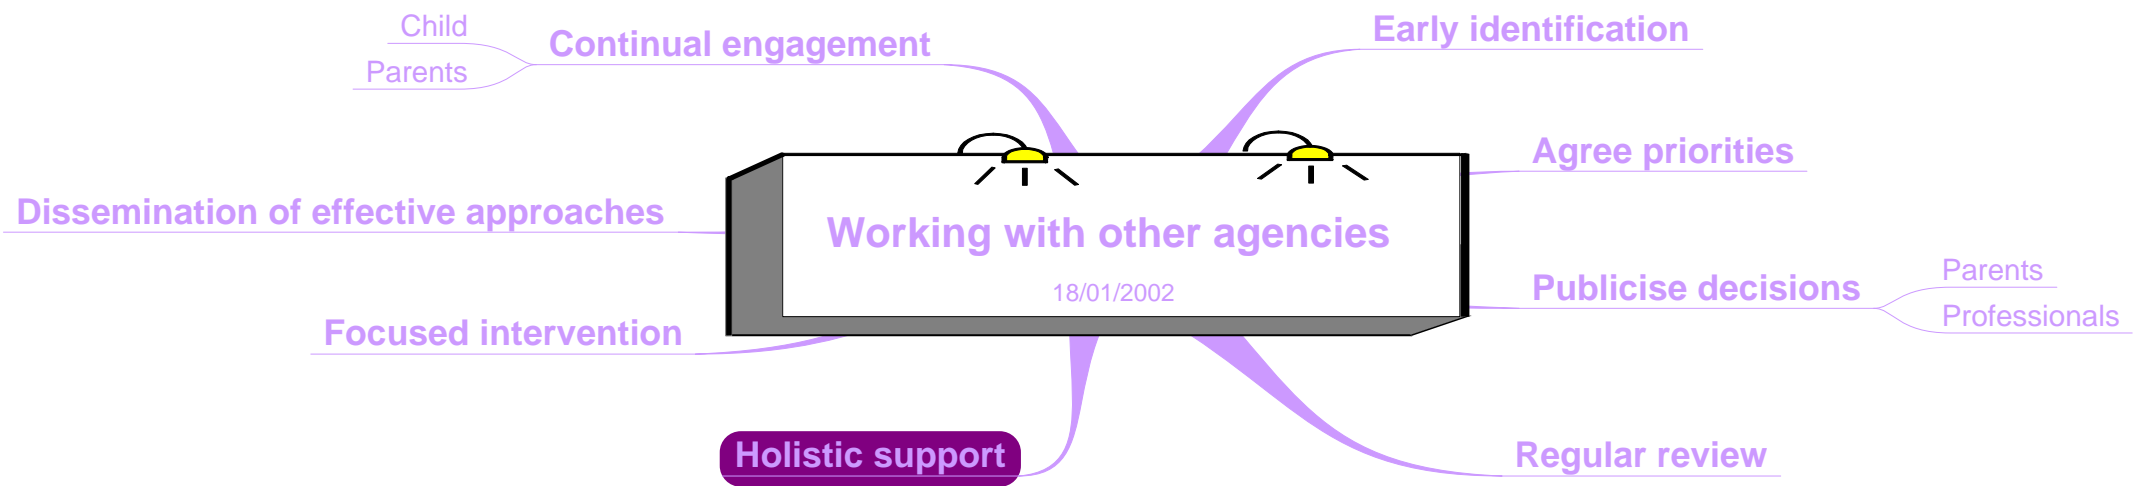 Child
Parents
Continual engagement
Early identification
Agree priorities
Dissemination of effective approaches
Working with other agencies
18/01/2002
Publicise decisions
Parents
Professionals
Focused intervention
Holistic support
Regular review